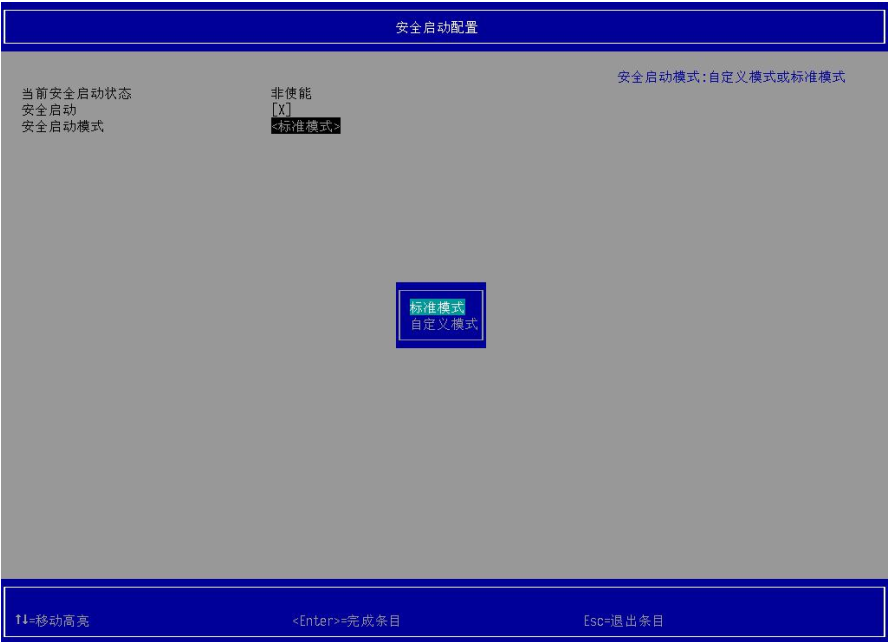 安全启动配置
安全启动模式:自定义模式或标准模式
当前安全启动状态 非使能
安全启动 [X]
安全启动模式 <标准模式>
标准模式
自定义模式
↑↓=移动高亮 <Enter>=完成条目 Esc=退出条目